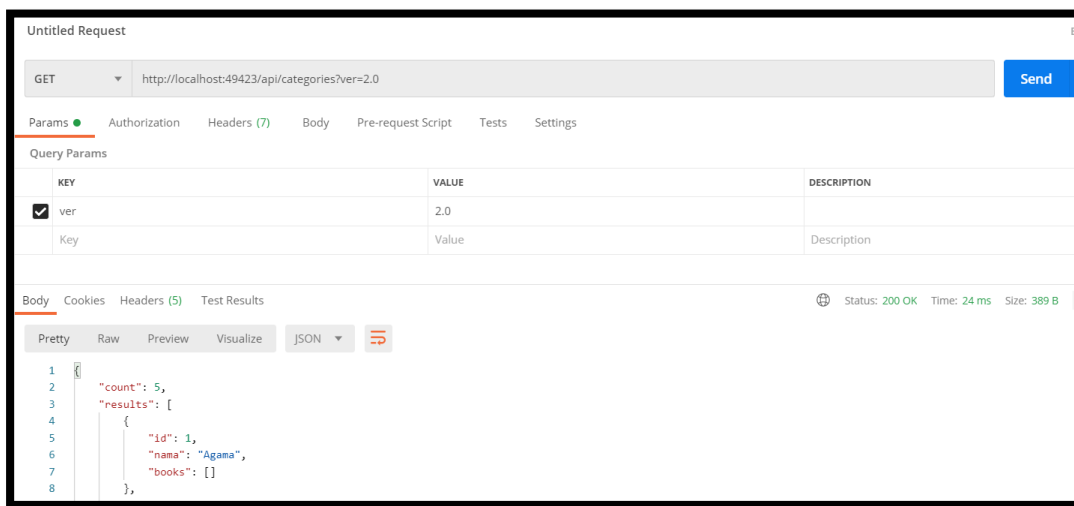 Untitled Request
GET http://localhost:49423/api/categories?ver=2.0 Send
Params Authorization Headers (7) Body Pre-request Script Tests Settings
Query Params
KEY VALUE DESCRIPTION
ver 2.0
Key Value Description
Body Cookies Headers (5) Test Results Status: 200 OK Time: 24 ms Size: 389 B
Pretty Raw Preview Visualize JSON
1 {
2 "count": 5,
3 "results": [
4 {
5 "id": 1,
6 "nama": "Agama",
7 "books": []
8 },